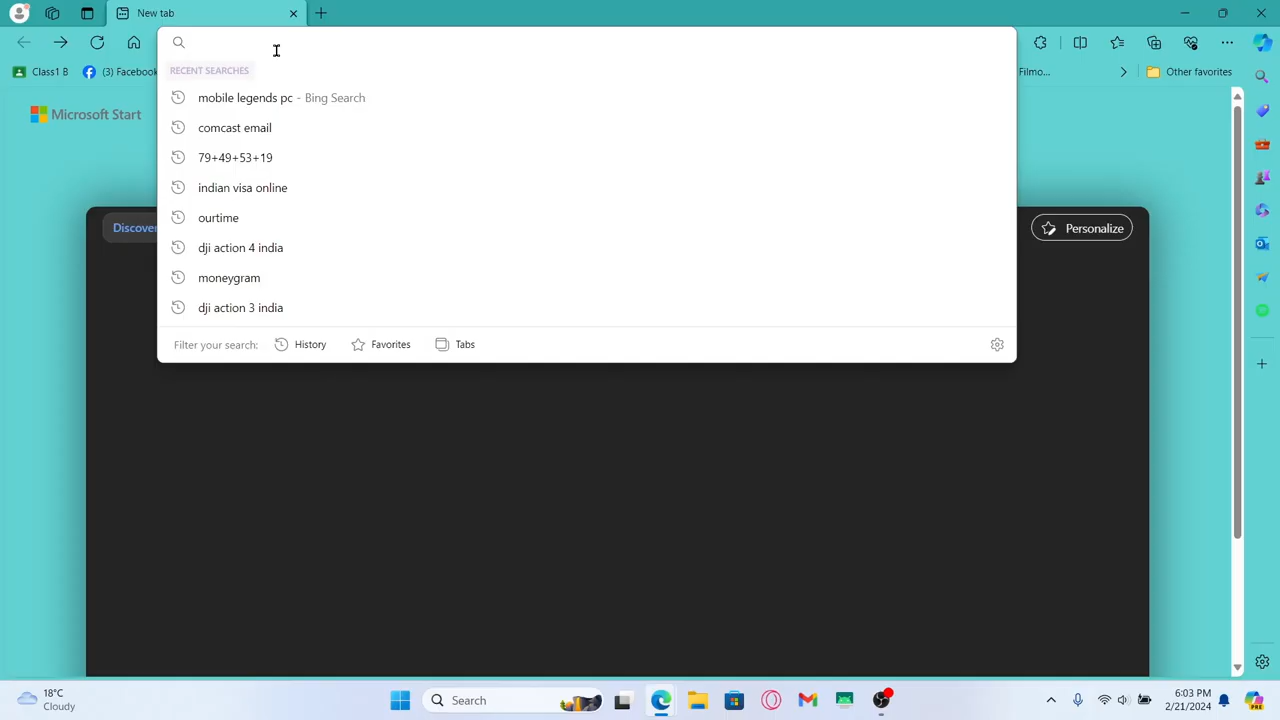 New tab
RECENT SEARCHES
mobile legends pc - Bing Search
comcast email
79+49+53+19
indian visa online
ourtime
dji action 4 india
moneygram
dji action 3 india
Filter your search: History Favorites Tabs
Class1 B
(3) Facebook
Filmo...
Other favorites
Microsoft Start
Discover
Personalize
18°C
Cloudy
Search
6:03 PM
2/21/2024
PRE